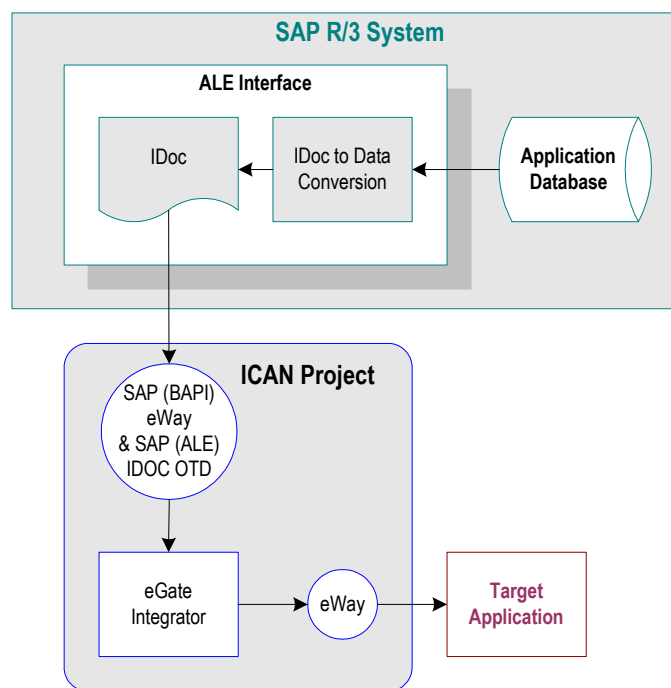 SAP R/3 System
ALE Interface
IDoc
IDoc to Data
Conversion
Application
Database
ICAN Project
SAP (BAPI)
eWay
& SAP (ALE)
IDOC OTD
eGate
Integrator
eWay
Target
Application